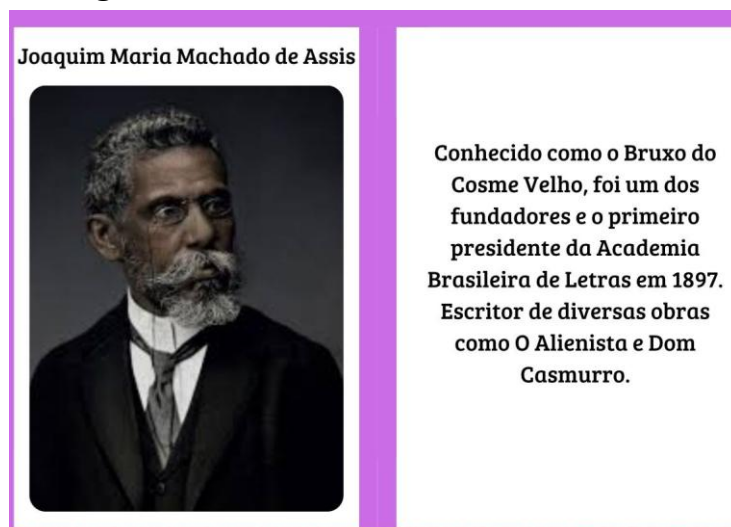 Joaquim Maria Machado de Assis
Conhecido como o Bruxo do
Cosme Velho, foi um dos
fundadores e o primeiro
presidente da Academia
Brasileira de Letras em 1897.
Escritor de diversas obras
como O Alienista e Dom
Casmurro.